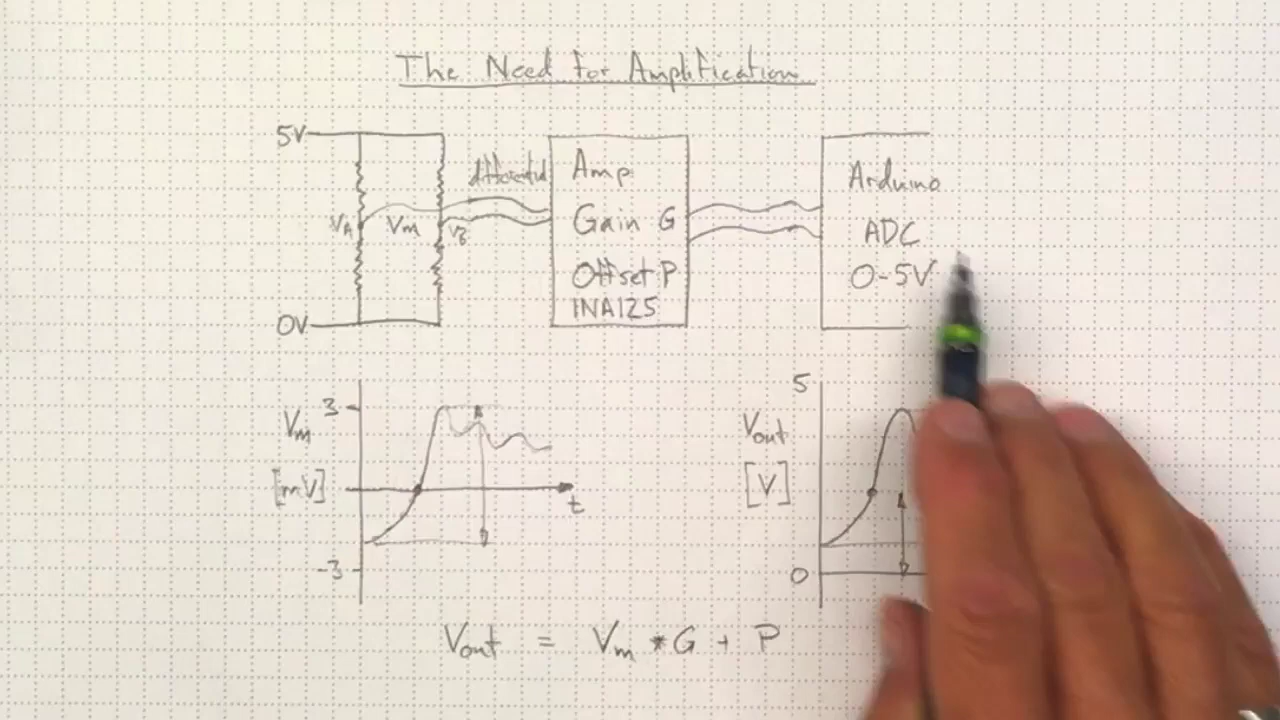 The Need for Amplification
5V
differential
Amp
Gain G
Offset P
INA125
VA
Vm
VB
0V
Arduino
ADC
0-5V
Vm
[mV]
3
-3
t
5
Vout
[V]
0
Vout = Vm * G + P